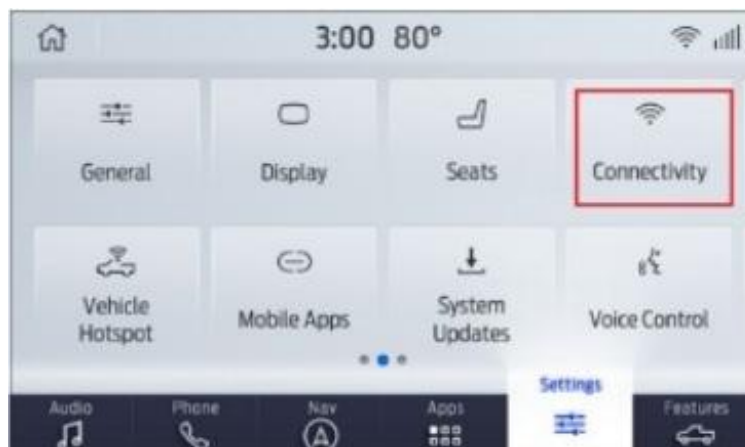 3:00 80°
General
Display
Seats
Connectivity
Vehicle
Hotspot
Mobile Apps
System
Updates
Voice Control
Audio
Phone
Nav
Apps
Settings
Features